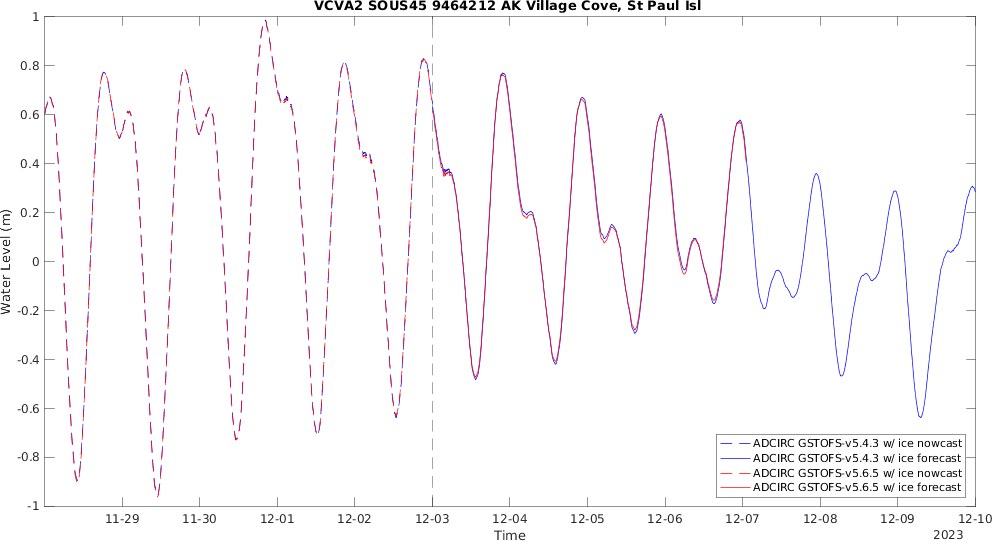 VCVA2 SOUS45 9464212 AK Village Cove, St Paul Isl
1
0.8
0.6
0.4
0.2
0
-0.2
-0.4
-0.6
-0.8
-1
Water Level (m)
ADCIRC GSTOFS-v5.4.3 w/ ice nowcast
ADCIRC GSTOFS-v5.4.3 w/ ice forecast
ADCIRC GSTOFS-v5.6.5 w/ ice nowcast
ADCIRC GSTOFS-v5.6.5 w/ ice forecast
11-29 11-30 12-01 12-02 12-03 12-04 12-05 12-06 12-07 12-08 12-09 12-10
Time
2023